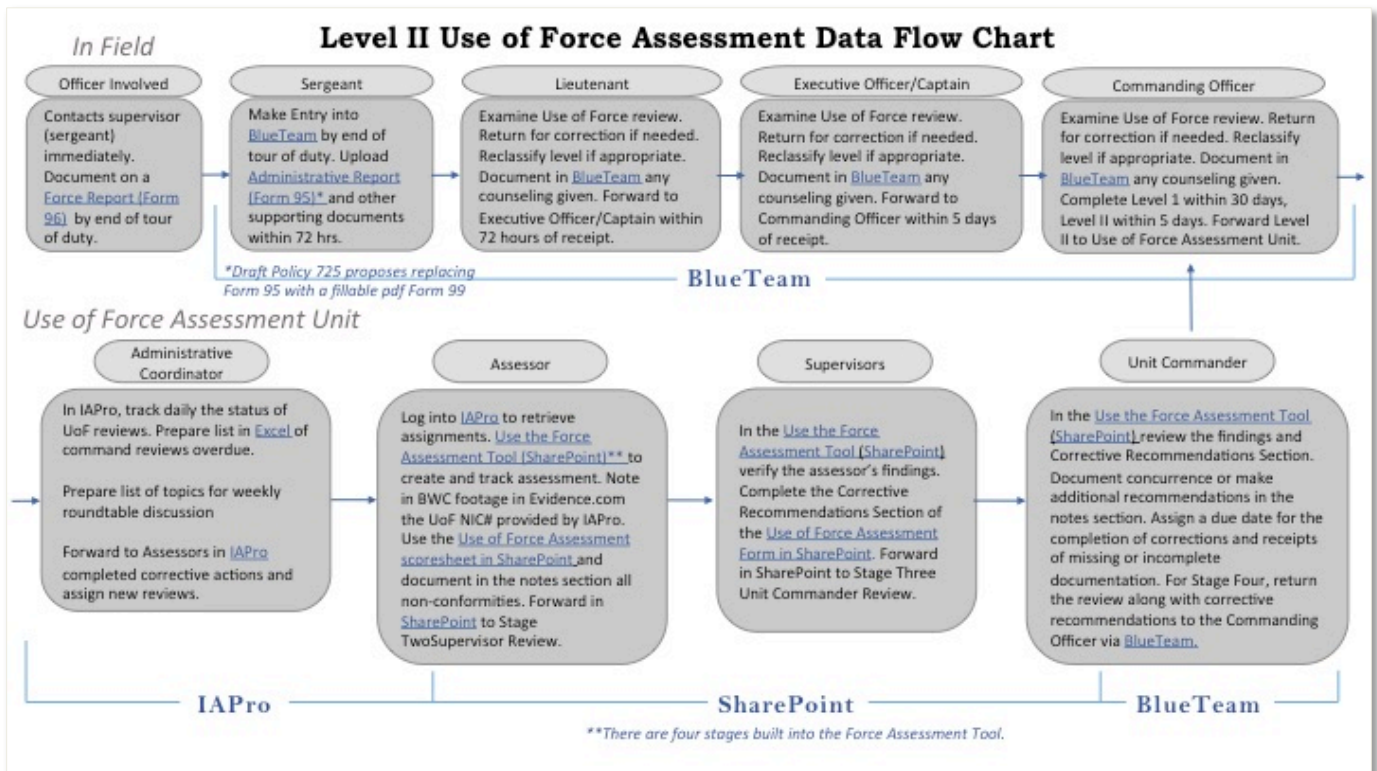 In Field
Level II Use of Force Assessment Data Flow Chart
Officer Involved
Contacts supervisor
(sergeant)
immediately.
Document on a
Force Report (Form
96) by end of tour
of duty.
Sergeant
Make Entry into
BlueTeam by end of
tour of duty. Upload
Administrative Report
(Form 95)* and other
supporting documents
within 72 hrs.
Lieutenant
Examine Use of Force review.
Return for correction if needed.
Reclassify level if appropriate.
Document in BlueTeam any
counseling given. Forward to
Executive Officer/Captain within
72 hours of receipt.
Executive Officer/Captain
Examine Use of Force review.
Return for correction if needed.
Reclassify level if appropriate.
Document in BlueTeam any
counseling given. Forward to
Commanding Officer within 5 days
of receipt.
Commanding Officer
Examine Use of Force review. Return
for correction if needed. Reclassify
level if appropriate. Document in
BlueTeam any counseling given.
Complete Level 1 within 30 days,
Level II within 5 days. Forward Level
II to Use of Force Assessment Unit.
*Draft Policy 725 proposes replacing
Form 95 with a fillable pdf Form 99
BlueTeam
Use of Force Assessment Unit
Administrative
Coordinator
In IAPro, track daily the status of
UoF reviews. Prepare list in Excel of
command reviews overdue.
Prepare list of topics for weekly
roundtable discussion
Forward to Assessors in IAPro
completed corrective actions and
assign new reviews.
Assessor
Log into IAPro to retrieve
assignments. Use the Force
Assessment Tool (SharePoint)** to
create and track assessment. Note
in BWC footage in Evidence.com
the UoF NIC# provided by IAPro.
Use the Use of Force Assessment
scoresheet in SharePoint and
document in the notes section all
non-conformities. Forward in
SharePoint to Stage
TwoSupervisor Review.
Supervisors
In the Use the Force
Assessment Tool (SharePoint)
verify the assessor's findings.
Complete the Corrective
Recommendations Section of
the Use of Force Assessment
Form in SharePoint. Forward
in SharePoint to Stage Three
Unit Commander Review.
Unit Commander
In the Use the Force Assessment Tool
(SharePoint) review the findings and
Corrective Recommendations Section.
Document concurrence or make
additional recommendations in the
notes section. Assign a due date for the
completion of corrections and receipts
of missing or incomplete
documentation. For Stage Four, return
the review along with corrective
recommendations to the Commanding
Officer via BlueTeam.
IAPro
SharePoint
BlueTeam
**There are four stages built into the Force Assessment Tool.